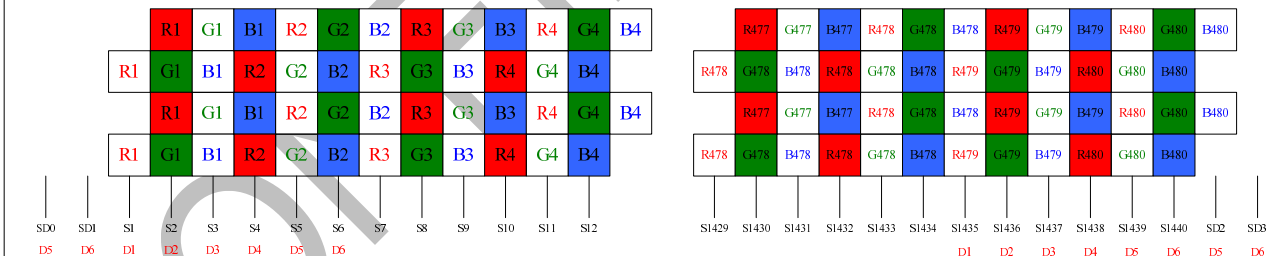 R1 G1 B1 R2 G2 B2 R3 G3 B3 R4 G4 B4 R477 G477 B477 R478 G478 B478 R479 G479 B479 R480 G480 B480
R1 G1 B1 R2 G2 B2 R3 G3 B3 R4 G4 B4 R478 G478 B478 R478 G478 B478 R479 G479 B479 R480 G480 B480
R1 G1 B1 R2 G2 B2 R3 G3 B3 R4 G4 B4 R477 G477 B477 R478 G478 B478 R479 G479 B479 R480 G480 B480
R1 G1 B1 R2 G2 B2 R3 G3 B3 R4 G4 B4 R478 G478 B478 R478 G478 B478 R479 G479 B479 R480 G480 B480
SD0 SD1 S1 S2 S3 S4 S5 S6 S7 S8 S9 S10 S11 S12 S1429 S1430 S1431 S1432 S1433 S1434 S1435 S1436 S1437 S1438 S1439 S1440 SD2 SD3
D5 D6 D1 D2 D3 D4 D5 D6 D1 D2 D3 D4 D5 D6 D5 D6